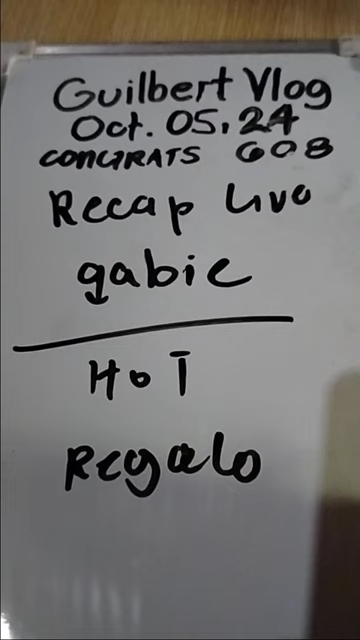 Guilbert Vlog
Oct. 05, 24
CONGRATS 608
Recap Live
gabie
HOT
Regalo